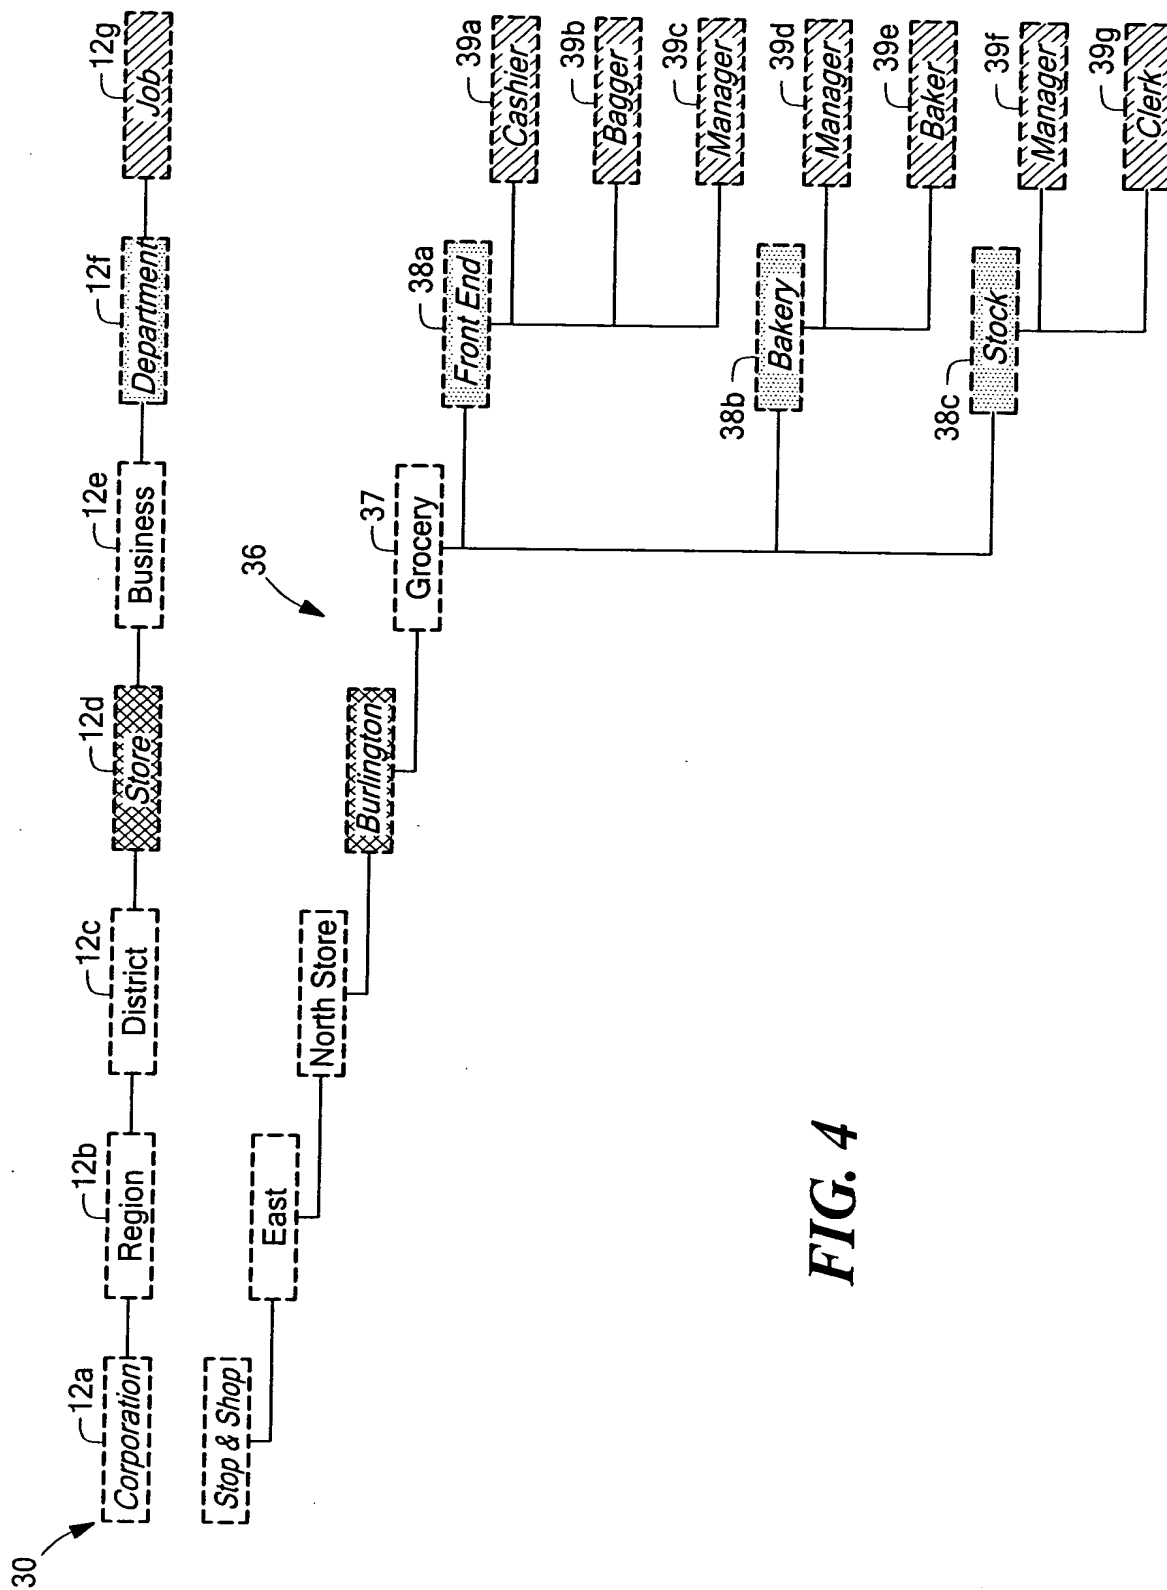 30
12a
12b
12c
12d
12e
12f
12g
Corporation
Region
District
Store
Business
Department
Job
36
Stop & Shop
East
North Store
Burlington
37
Grocery
38a
Front End
39a
Cashier
39b
Bagger
39c
Manager
38b
Bakery
39d
Manager
39e
Baker
38c
Stock
39f
Manager
39g
Clerk
FIG. 4